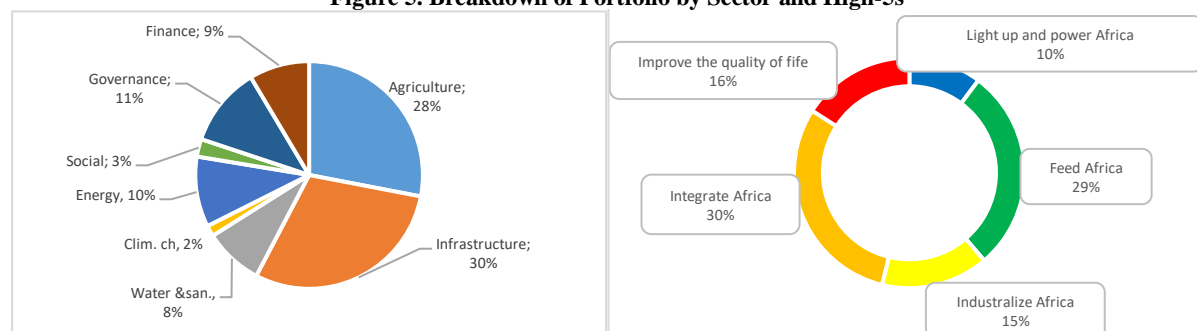 Figure 5. Breakdown of Portfolio by Sector and High-5s
Finance; 9%
Governance;
11%
Social; 3%
Energy, 10%
Clim. ch, 2%
Water &san.,
8%
Agriculture;
28%
Infrastructure;
30%
Light up and power Africa
10%
Improve the quality of fife
16%
Integrate Africa
30%
Feed Africa
29%
Industralize Africa
15%